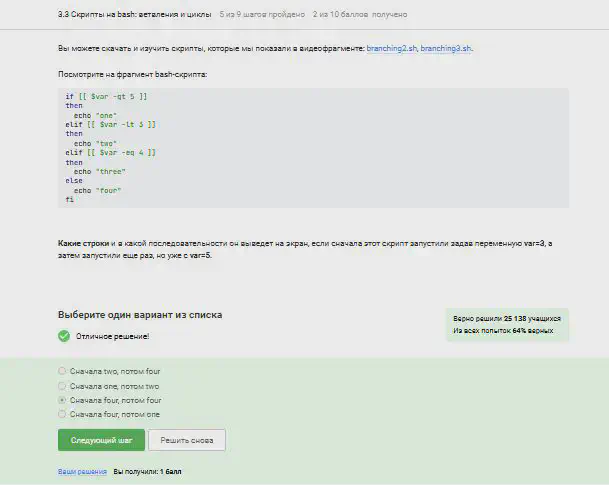 3.3 Скрипты на bash: ветвления и циклы 5 из 9 шагов пройдено 2 из 10 баллов получено
Вы можете скачать и изучить скрипты, которые мы показали в видеофрагменте: branching2.sh, branching3.sh.
Посмотрите на фрагмент bash-скрипта:
if [[ $var -gt 5 ]]
then
echo "one"
elif [[ $var -lt 3 ]]
then
echo "two"
elif [[ $var -eq 4 ]]
then
echo "three"
else
echo "four"
fi
Какие строки и в какой последовательности он выведет на экран, если сначала этот скрипт запустили задав переменную var=3, а
затем запустили еще раз, но уже с var=5.
Выберите один вариант из списка
Отличное решение!
Верно решили 25 138 учащихся
Из всех попыток 64% верных
Сначала two, потом four
Сначала one, потом two
Сначала four, потом four
Сначала four, потом one
Следующий шаг Решить снова
Ваши решения Вы получили: 1 балл